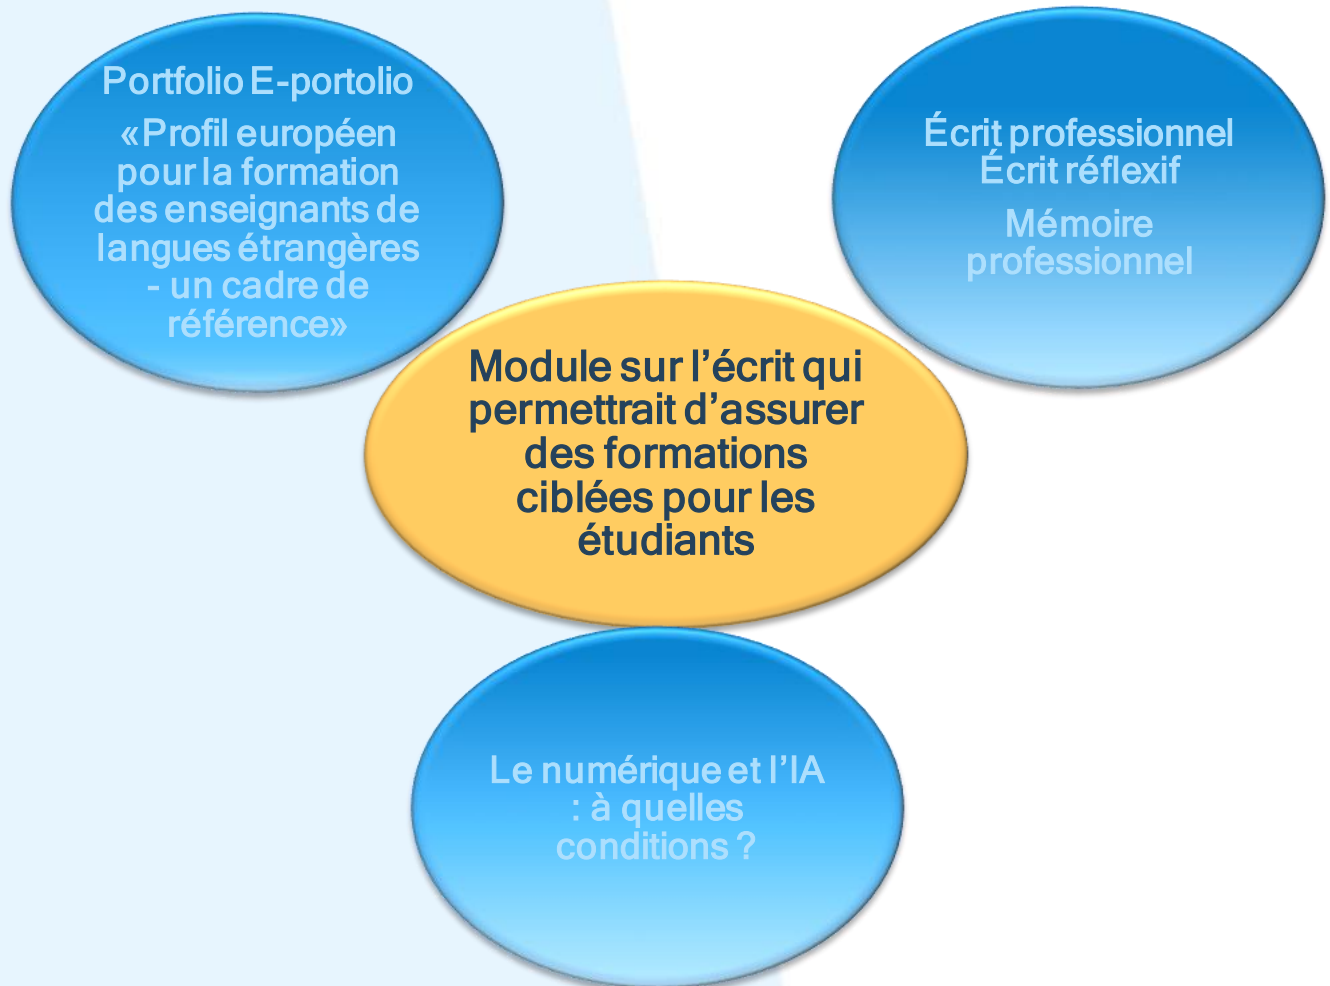 Portfolio E-portolio
«Profil européen
pour la formation
des enseignants de
langues étrangères
- un cadre de
référence»
Écrit professionnel
Écrit réflexif
Mémoire
professionnel
Module sur l’écrit qui
permettrait d’assurer
des formations
ciblées pour les
étudiants
Le numérique et l’IA
: à quelles
conditions ?